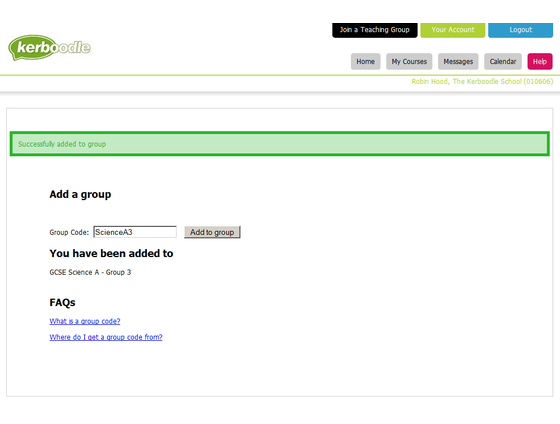 Join a Teaching Group Your Account Logout
kerboodle
Home My Courses Messages Calendar Help
Robin Hood, The Kerboodle School (010606)
Successfully added to group
Add a group
Group Code: ScienceA3 Add to group
You have been added to
GCSE Science A - Group 3
FAQs
What is a group code?
Where do I get a group code from?